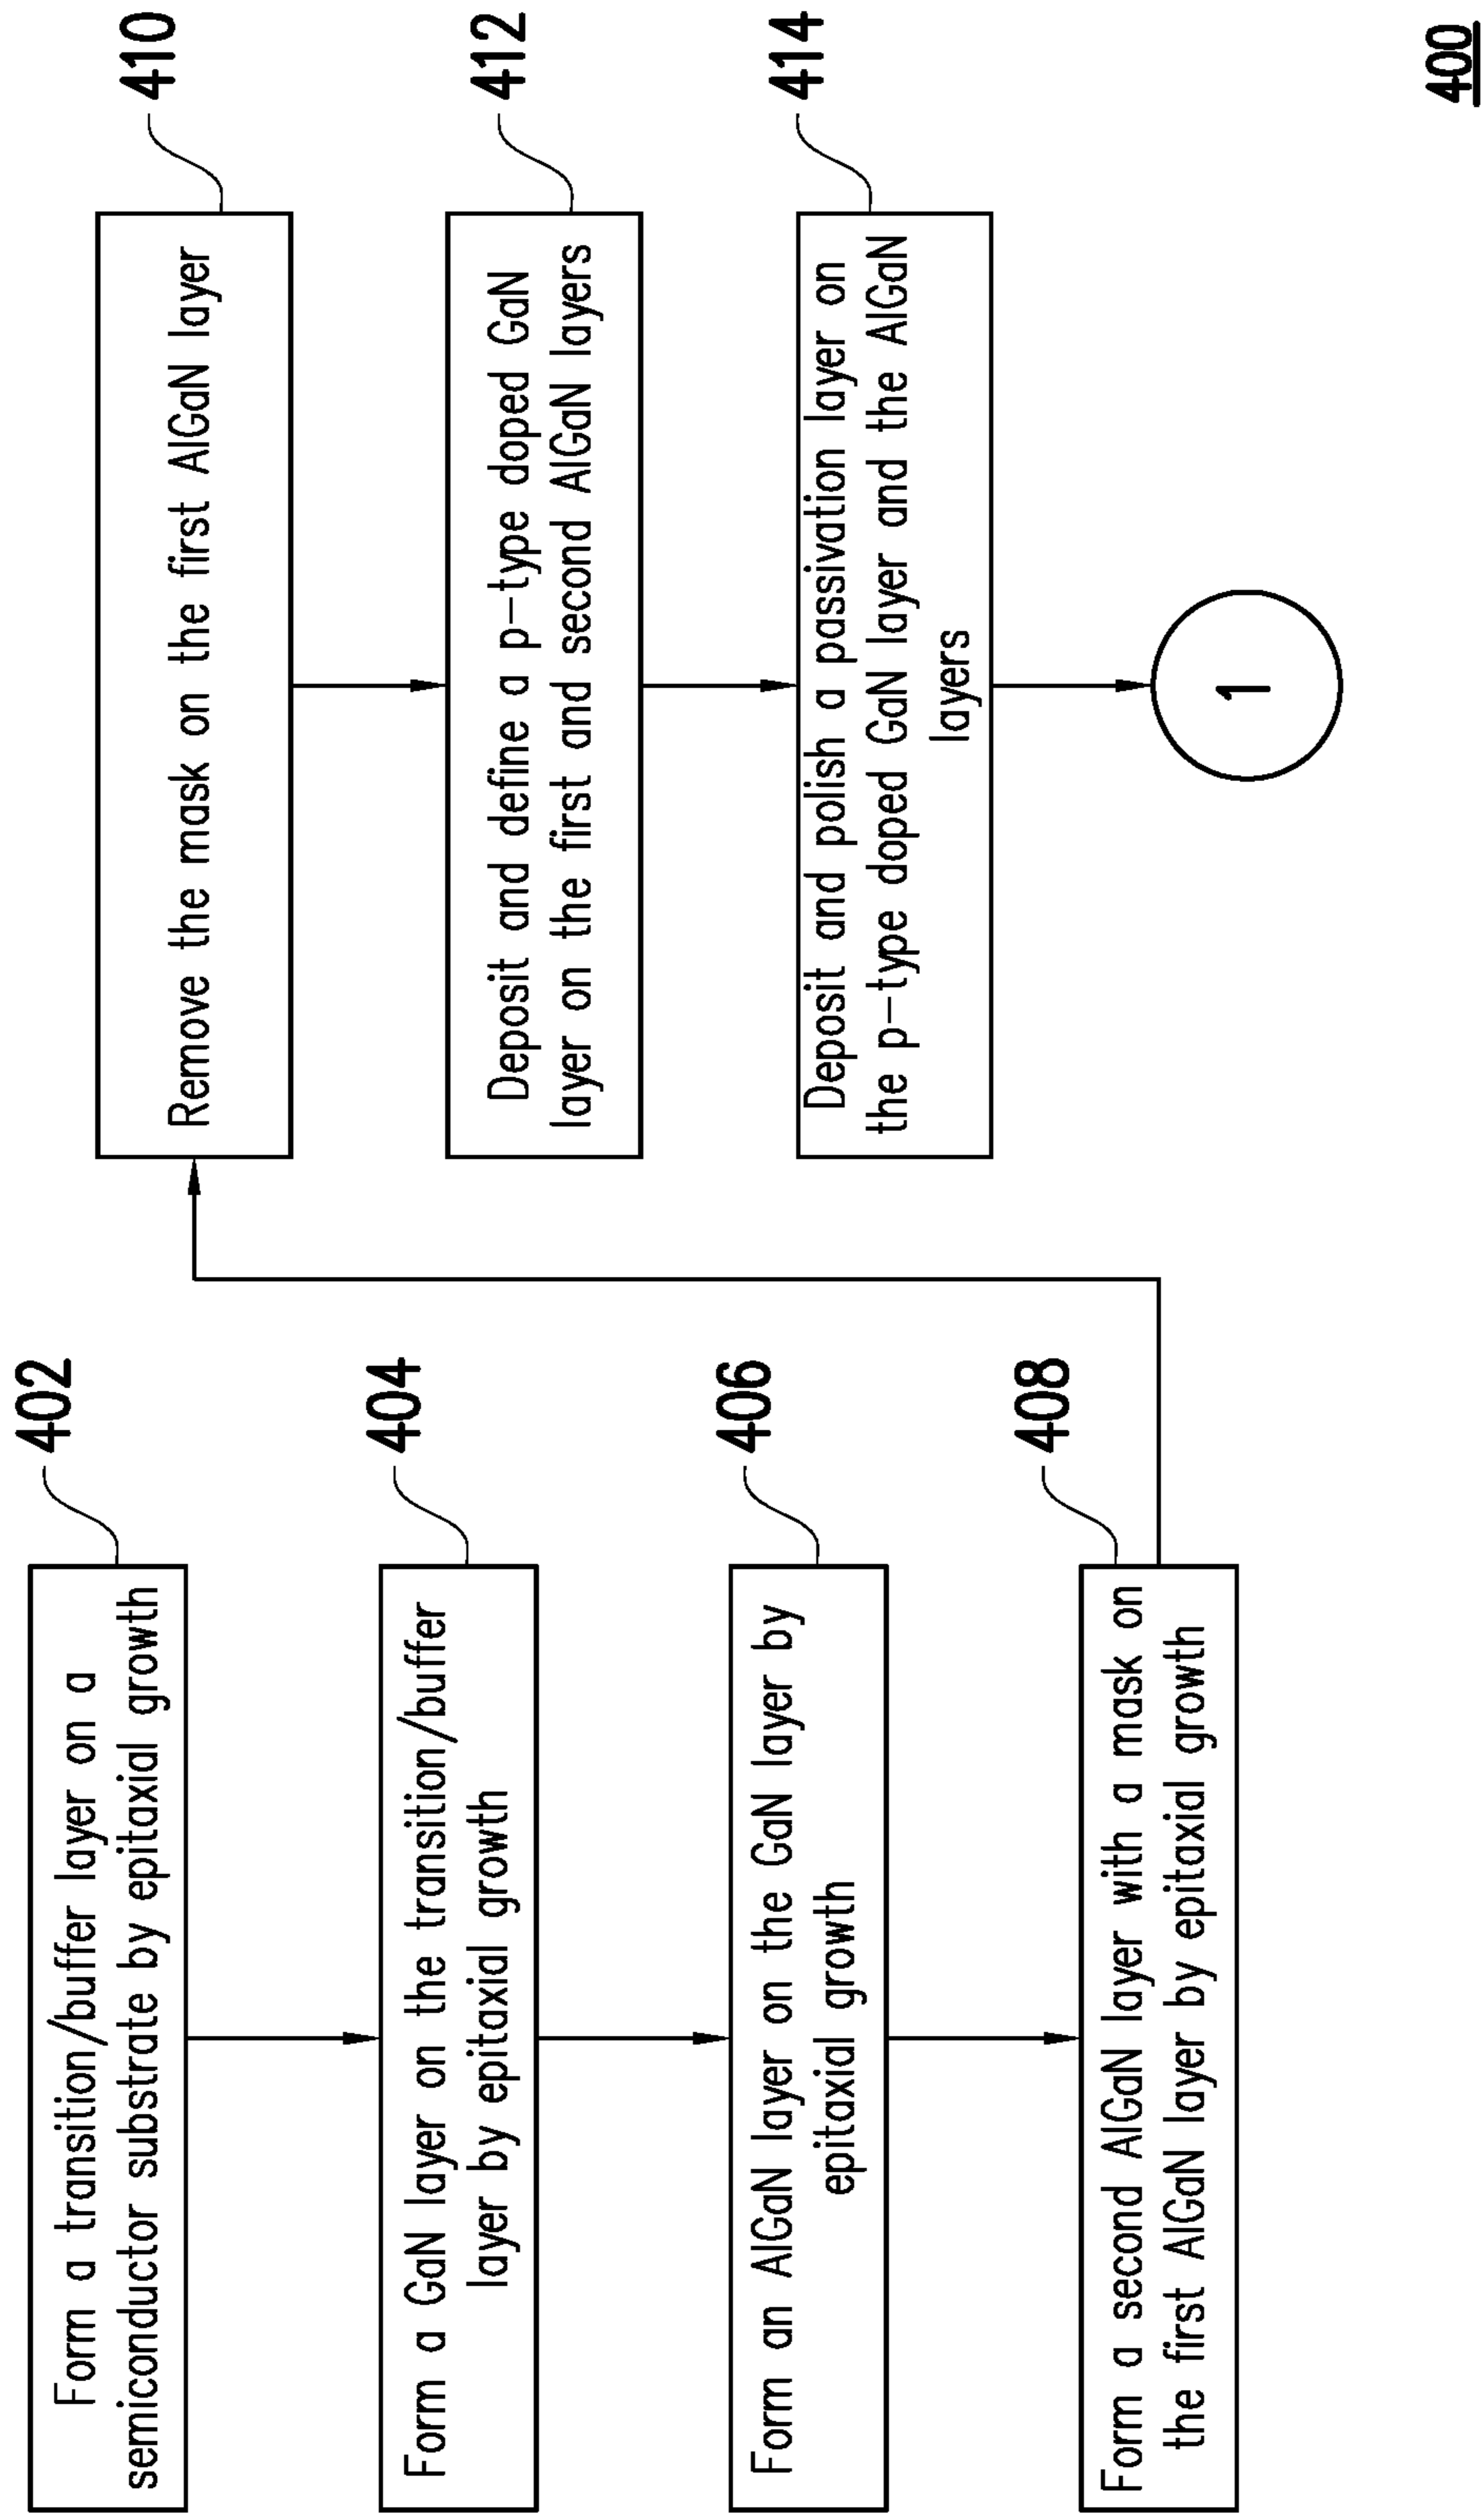 402
Form a transition/buffer layer on a
semiconductor substrate by epitaxial growth
404
Form a GaN layer on the transition/buffer
layer by epitaxial growth
406
Form an AlGaN layer on the GaN layer by
epitaxial growth
408
Form a second AlGaN layer with a mask on
the first AlGaN layer by epitaxial growth
410
Remove the mask on the first AlGaN layer
412
Deposit and define a p-type doped GaN
layer on the first and second AlGaN layers
414
Deposit and polish a passivation layer on
the p-type doped GaN layer and the AlGaN
layers
1
400